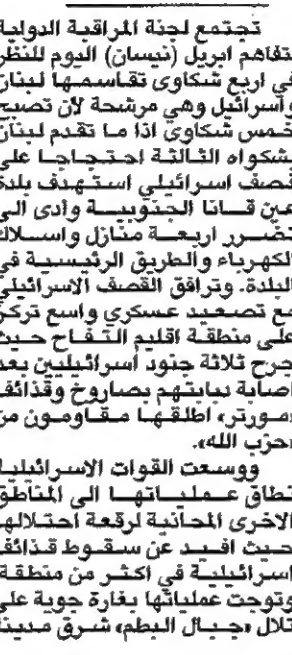 تجتمع لجنة المراقبة الدولية
لتفاهم ابريل (نيسان) اليوم للنظر
في اربع شكاوى تقاسمها لبنان
واسرائيل وهي مرشحة لأن تصبح
خمس شكاوى اذا ما تقدم لبنان
بشكواه الثالثة احتجاجا على
قصف اسرائيلي استهدف بلدة
عين قانا الجنوبية وأدى الى
تضرر اربعة منازل واسلاك
الكهرباء والطريق الرئيسية في
البلدة. وترافق القصف الاسرائيلي
مع تصعيد عسكري واسع تركز
على منطقة اقليم التفاح حيث
جرح ثلاثة جنود اسرائيليين بعد
اصابة دبابتهم بصاروخ وقذائف
«مورتر» اطلقها مقاومون من
«حزب الله».
ووسعت القوات الاسرائيلية
نطاق عملياتها الى المناطق
الاخرى المحاذية لرقعة احتلالها
حيث افيد عن سقوط قذائف
اسرائيلية في اكثر من منطقة.
وتوجت عملياتها بغارة جوية على
تلال «جبال البطم» شرق مدينة